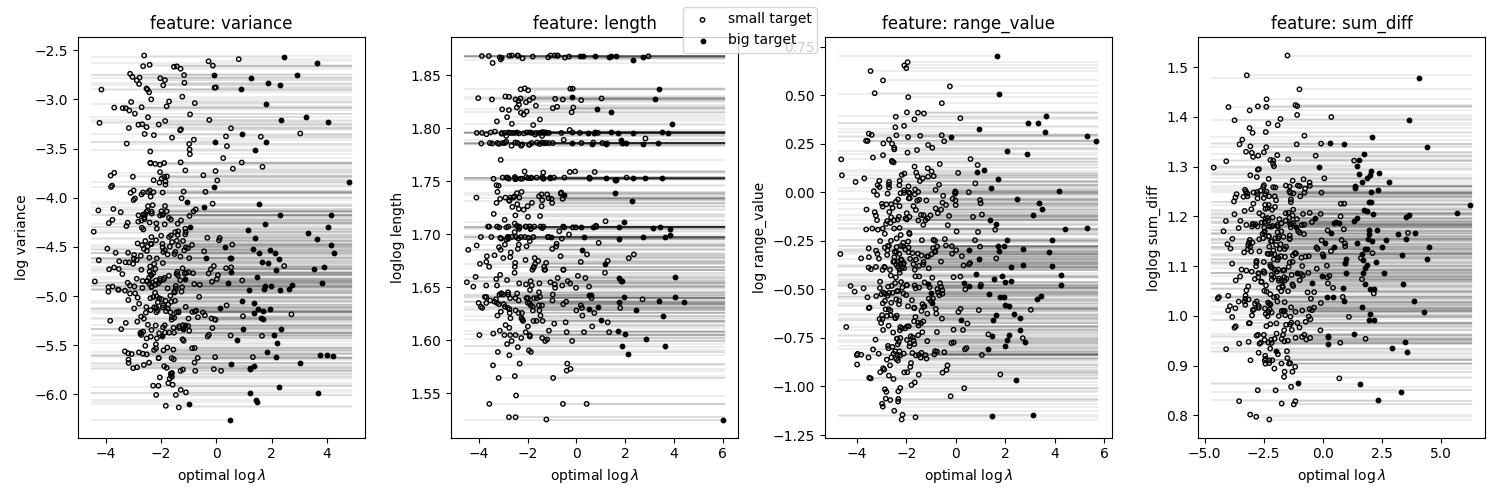 feature: variance
−2.5
−3.0
−3.5
−4.0
−4.5
−5.0
−5.5
−6.0
log variance
−4 −2 0 2 4
optimal log λ
feature: length
1.85
1.80
1.75
1.70
1.65
1.60
1.55
loglog length
−4 −2 0 2 4 6
optimal log λ
small target
big target
feature: range_value
0.75
0.50
0.25
0.00
−0.25
−0.50
−0.75
−1.00
−1.25
log range_value
−4 −2 0 2 4 6
optimal log λ
feature: sum_diff
1.5
1.4
1.3
1.2
1.1
1.0
0.9
0.8
loglog sum_diff
−5.0 −2.5 0.0 2.5 5.0
optimal log λ